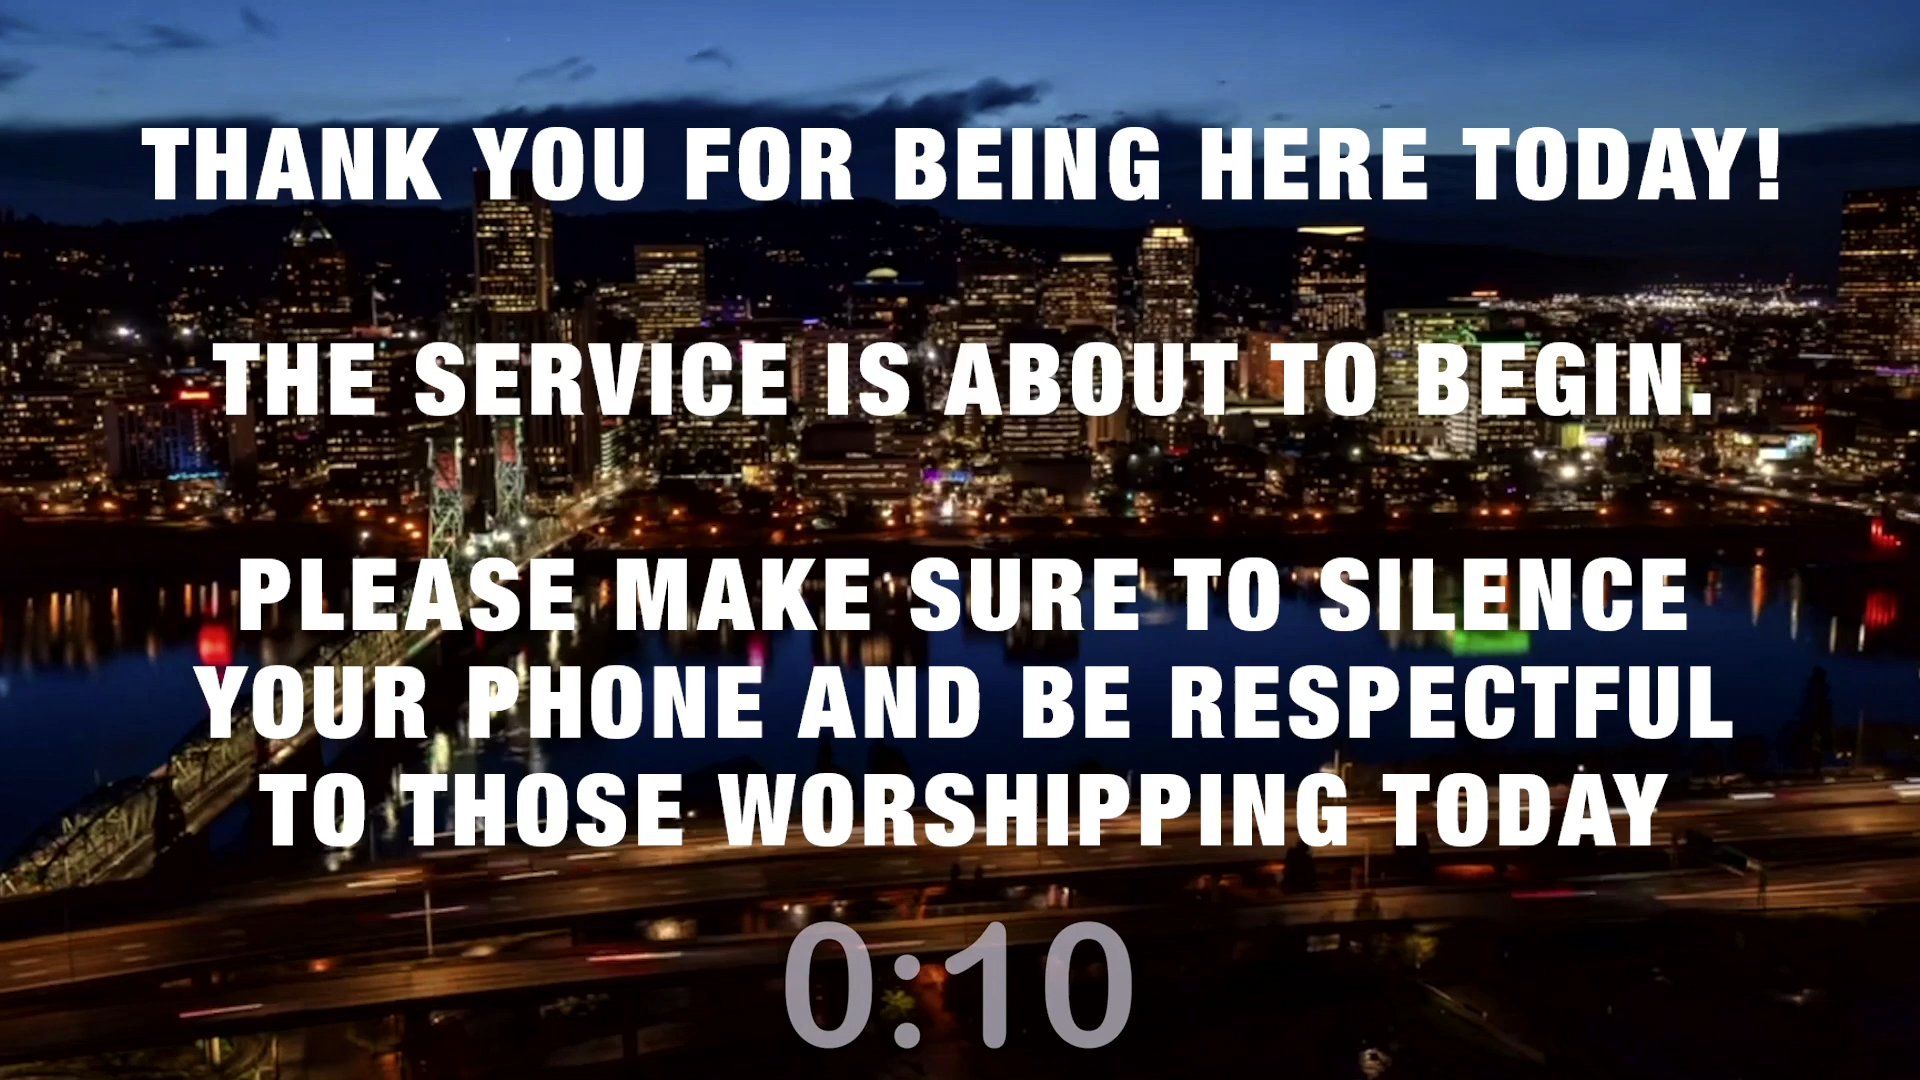 THANK YOU FOR BEING HERE TODAY!
THE SERVICE IS ABOUT TO BEGIN.
PLEASE MAKE SURE TO SILENCE
YOUR PHONE AND BE RESPECTFUL
TO THOSE WORSHIPPING TODAY
0:10